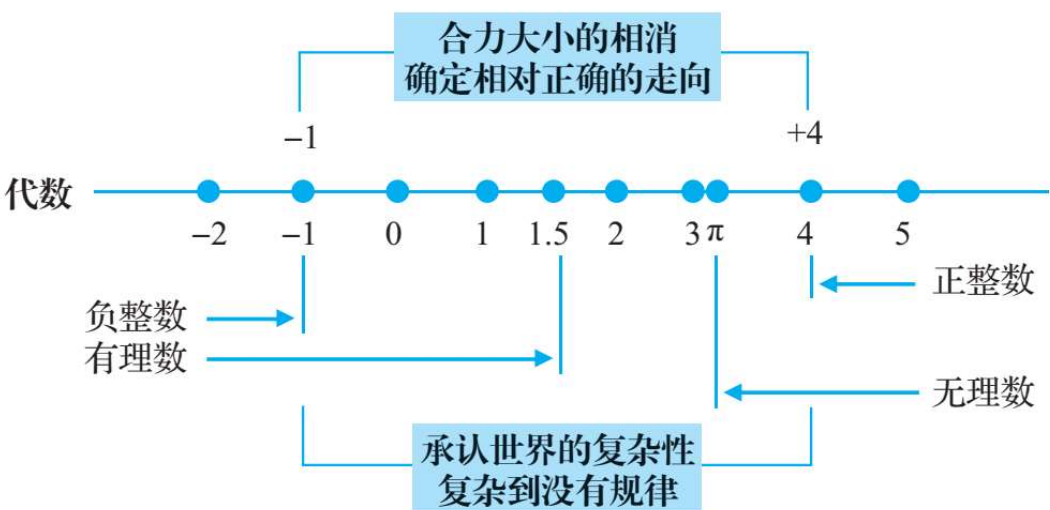 合力大小的相消
确定相对正确的走向
−1
+4
代数
−2 −1 0 1 1.5 2 3 π 4 5
正整数
负整数
有理数
无理数
承认世界的复杂性
复杂到没有规律